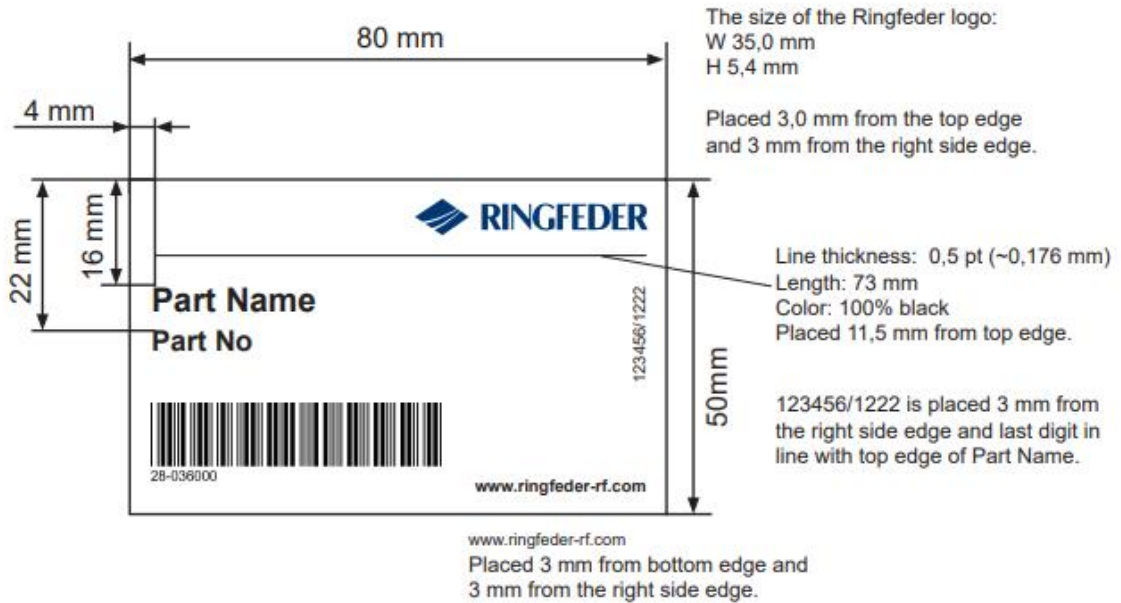 80 mm
The size of the Ringfeder logo:
W 35,0 mm
H 5,4 mm
4 mm
Placed 3,0 mm from the top edge
and 3 mm from the right side edge.
22 mm
16 mm
RINGFEDER
Line thickness:  0,5 pt (~0,176 mm)
Length: 73 mm
Color: 100% black
Placed 11,5 mm from top edge.
Part Name
Part No
123456/1222
50mm
123456/1222 is placed 3 mm from
the right side edge and last digit in
line with top edge of Part Name.
28-036000
www.ringfeder-rf.com
www.ringfeder-rf.com
Placed 3 mm from bottom edge and
3 mm from the right side edge.